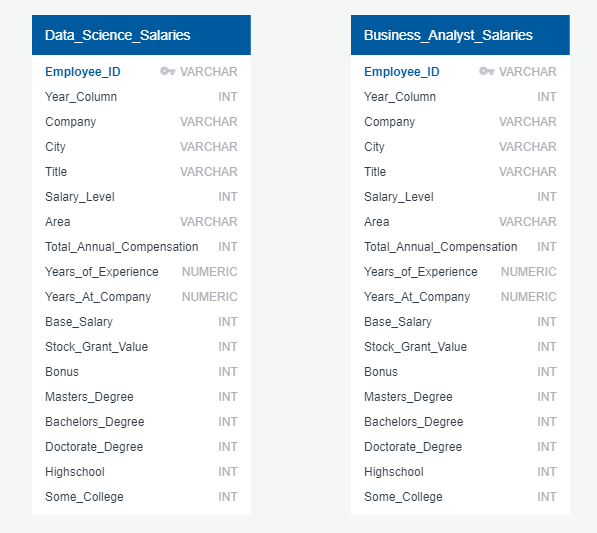 Data_Science_Salaries
Employee_ID VARCHAR
Year_Column INT
Company VARCHAR
City VARCHAR
Title VARCHAR
Salary_Level INT
Area VARCHAR
Total_Annual_Compensation INT
Years_of_Experience NUMERIC
Years_At_Company NUMERIC
Base_Salary INT
Stock_Grant_Value INT
Bonus INT
Masters_Degree INT
Bachelors_Degree INT
Doctorate_Degree INT
Highschool INT
Some_College INT
Business_Analyst_Salaries
Employee_ID VARCHAR
Year_Column INT
Company VARCHAR
City VARCHAR
Title VARCHAR
Salary_Level INT
Area VARCHAR
Total_Annual_Compensation INT
Years_of_Experience NUMERIC
Years_At_Company NUMERIC
Base_Salary INT
Stock_Grant_Value INT
Bonus INT
Masters_Degree INT
Bachelors_Degree INT
Doctorate_Degree INT
Highschool INT
Some_College INT